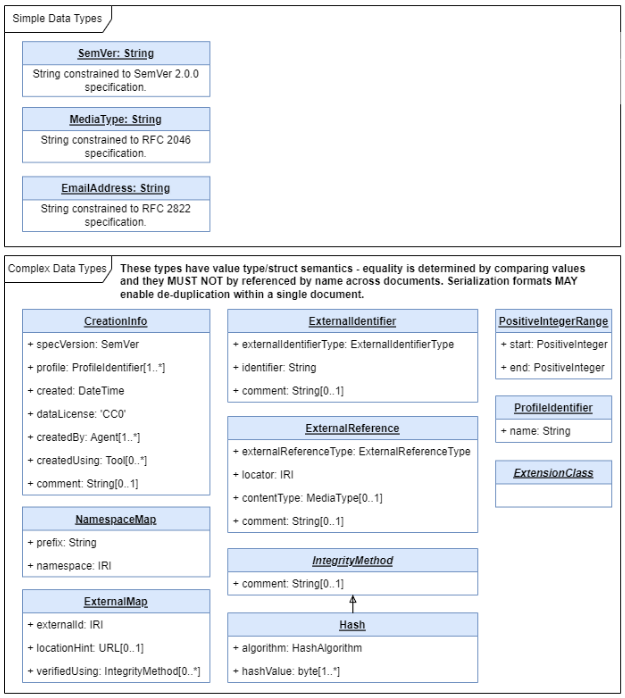 Simple Data Types
SemVer: String
String constrained to SemVer 2.0.0
specification.
MediaType: String
String constrained to RFC 2046
specification.
EmailAddress: String
String constrained to RFC 2822
specification.
Complex Data Types
These types have value type/struct semantics - equality is determined by comparing values
and they MUST NOT by referenced by name across documents. Serialization formats MAY
enable de-duplication within a single document.
CreationInfo
+ specVersion: SemVer
+ profile: ProfileIdentifier[1..*]
+ created: DateTime
+ dataLicense: 'CC0'
+ createdBy: Agent[1..*]
+ createdUsing: Tool[0..*]
+ comment: String[0..1]
NamespaceMap
+ prefix: String
+ namespace: IRI
ExternalMap
+ externalId: IRI
+ locationHint: URL[0..1]
+ verifiedUsing: IntegrityMethod[0..*]
ExternalIdentifier
+ externalIdentifierType: ExternalIdentifierType
+ identifier: String
+ comment: String[0..1]
ExternalReference
+ externalReferenceType: ExternalReferenceType
+ locator: IRI
+ contentType: MediaType[0..1]
+ comment: String[0..1]
IntegrityMethod
+ comment: String[0..1]
Hash
+ algorithm: HashAlgorithm
+ hashValue: byte[1..*]
PositiveIntegerRange
+ start: PositiveInteger
+ end: PositiveInteger
ProfileIdentifier
+ name: String
ExtensionClass